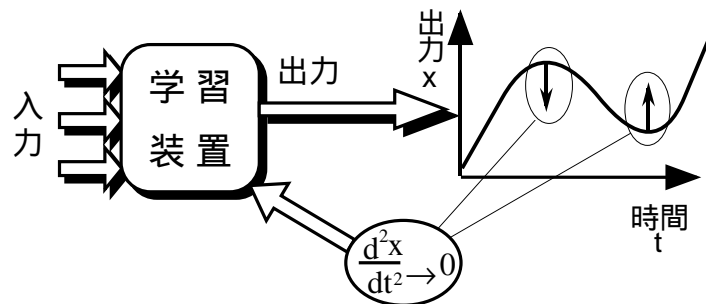 入力
学習
装置
出力
出力
x
時間
t
d²x
dt² →0